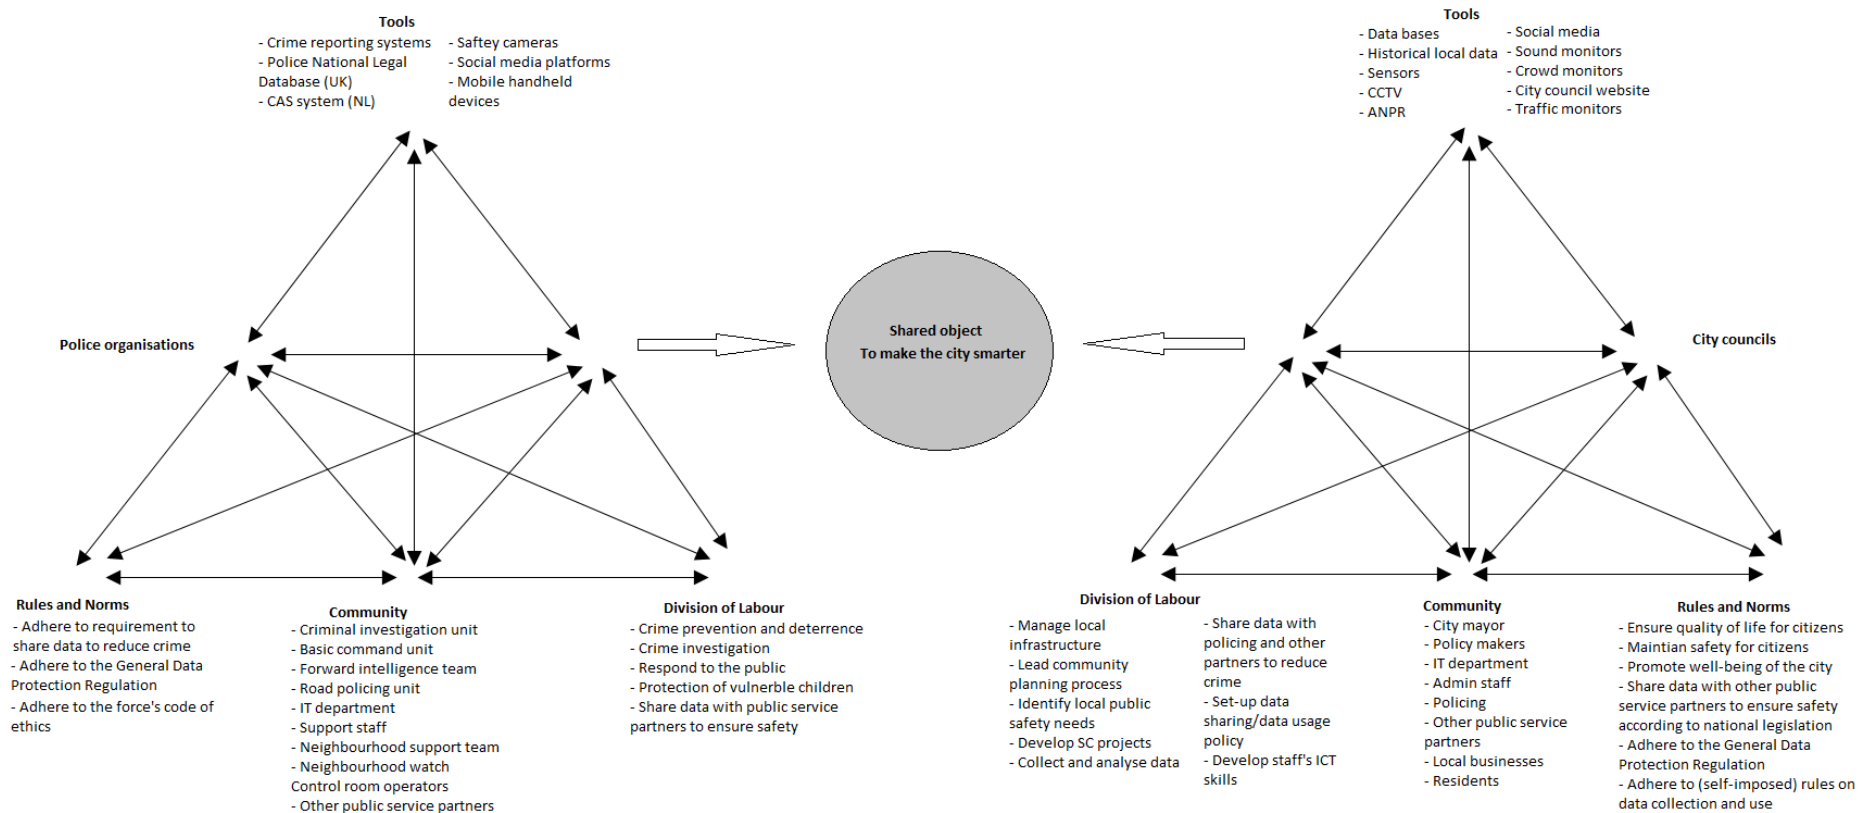 Tools
- Crime reporting systems
- Police National Legal
Database (UK)
- CAS system (NL)
- Saftey cameras
- Social media platforms
- Mobile handheld
devices
Police organisations
Rules and Norms
- Adhere to requirement to
share data to reduce crime
- Adhere to the General Data
Protection Regulation
- Adhere to the force's code of
ethics
Community
- Criminal investigation unit
- Basic command unit
- Forward intelligence team
- Road policing unit
- IT department
- Support staff
- Neighbourhood support team
- Neighbourhood watch
Control room operators
- Other public service partners
Division of Labour
- Crime prevention and deterrence
- Crime investigation
- Respond to the public
- Protection of vulnerble children
- Share data with public service
partners to ensure safety
Shared object
To make the city smarter
Tools
- Data bases
- Historical local data
- Sensors
- CCTV
- ANPR
- Social media
- Sound monitors
- Crowd monitors
- City council website
- Traffic monitors
City councils
Division of Labour
- Manage local
infrastructure
- Lead community
planning process
- Identify local public
safety needs
- Develop SC projects
- Collect and analyse data
- Share data with
policing and other
partners to reduce
crime
- Set-up data
sharing/data usage
policy
- Develop staff's ICT
skills
Community
- City mayor
- Policy makers
- IT department
- Admin staff
- Policing
- Other public service
partners
- Local businesses
- Residents
Rules and Norms
- Ensure quality of life for citizens
- Maintian safety for citizens
- Promote well-being of the city
- Share data with other public
service partners to ensure safety
according to national legislation
- Adhere to the General Data
Protection Regulation
- Adhere to (self-imposed) rules on
data collection and use